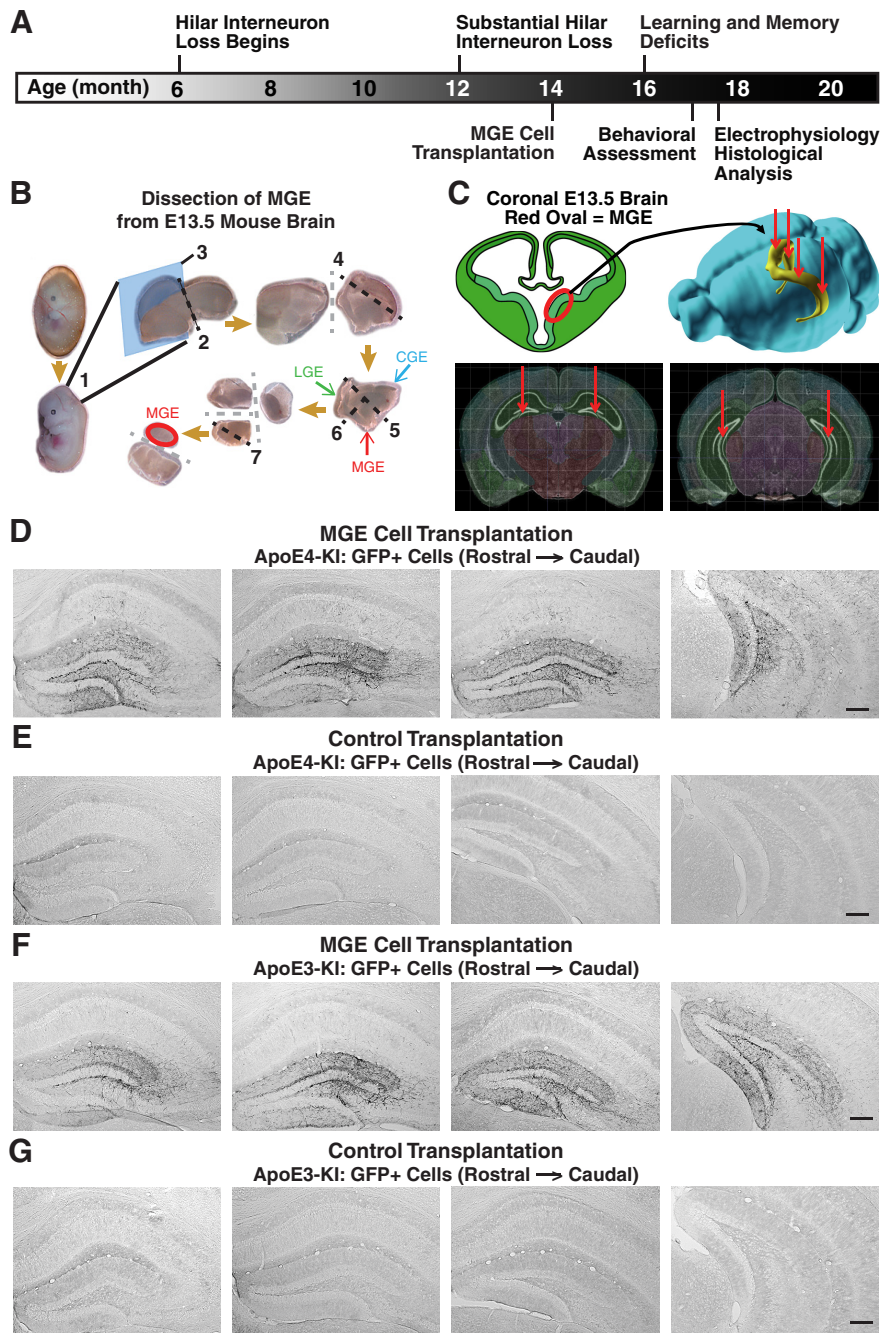 A
Hilar Interneuron
Loss Begins
Substantial Hilar
Interneuron Loss
Learning and Memory
Deficits
Age (month) 6 8 10 12 14 16 18 20
MGE Cell
Transplantation
Behavioral
Assessment
Electrophysiology
Histological
Analysis
B
Dissection of MGE
from E13.5 Mouse Brain
3
4
2
1
LGE
CGE
MGE
6
5
7
MGE
C
Coronal E13.5 Brain
Red Oval = MGE
D
MGE Cell Transplantation
ApoE4-KI: GFP+ Cells (Rostral → Caudal)
E
Control Transplantation
ApoE4-KI: GFP+ Cells (Rostral → Caudal)
F
MGE Cell Transplantation
ApoE3-KI: GFP+ Cells (Rostral → Caudal)
G
Control Transplantation
ApoE3-KI: GFP+ Cells (Rostral → Caudal)